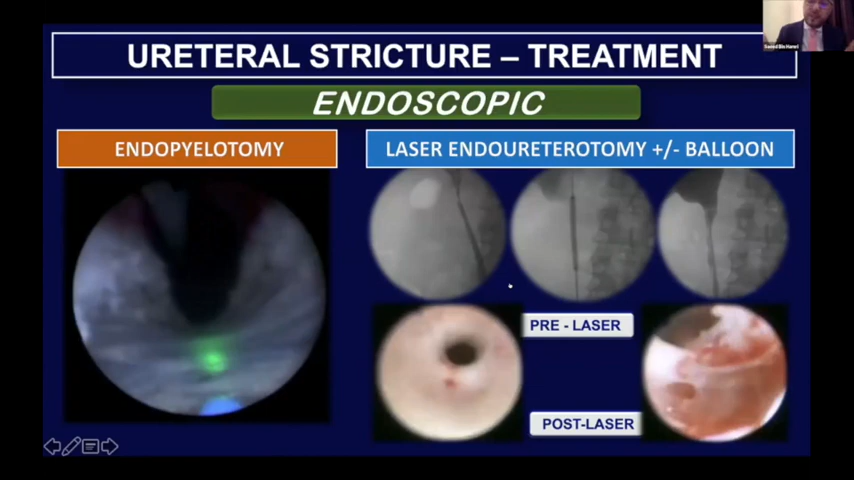 URETERAL STRICTURE – TREATMENT
ENDOSCOPIC
ENDOPYELOTOMY
LASER ENDOURETEROTOMY +/- BALLOON
PRE - LASER
POST-LASER